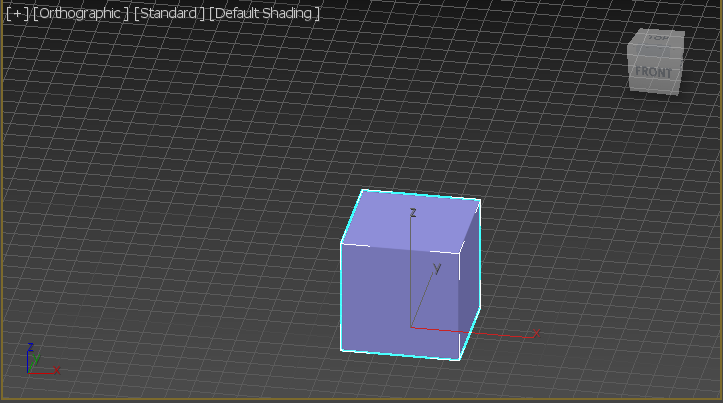 [+] [Orthographic ] [Standard ] [Default Shading ]
TOP
FRONT
z
y
x
z
y
x